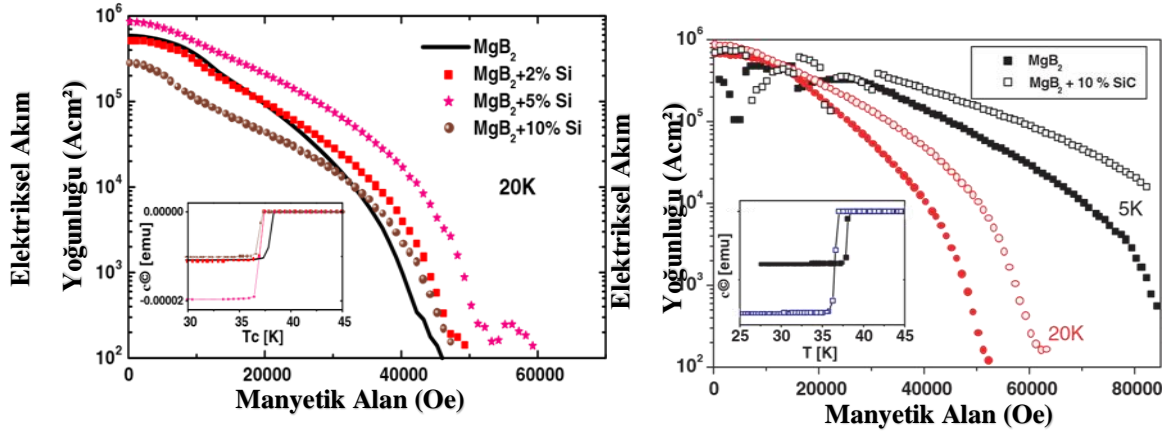 Elektriksel Akım
Yoğunluğu (Acm²)
10⁶
10⁵
10⁴
10³
10²
MgB₂
MgB₂+2% Si
MgB₂+5% Si
MgB₂+10% Si
20K
0.00000
-0.00002
c© [emu]
30 35 40 45
Tc [K]
0 20000 40000 60000
Manyetik Alan (Oe)
Elektriksel Akım
Yoğunluğu (Acm²)
10⁶
10⁵
10⁴
10³
10²
MgB₂
MgB₂ + 10 % SiC
5K
20K
c© [emu]
25 30 35 40 45
T [K]
0 20000 40000 60000 80000
Manyetik Alan (Oe)